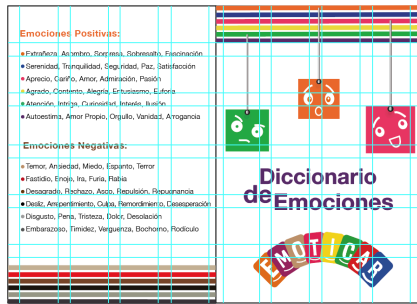 Emociones Positivas:
Extrañeza, Asombro, Sorpresa, Sobresalto, Fascinación
Serenidad, Tranquilidad, Seguridad, Paz, Satisfacción
Aprecio, Cariño, Amor, Admiración, Pasión
Agrado, Contento, Alegría, Entusiasmo, Euforia
Atención, Intriga, Curiosidad, Interés, Ilusión
Autoestima, Amor Propio, Orgullo, Vanidad, Arrogancia
Emociones Negativas:
Temor, Ansiedad, Miedo, Espanto, Terror
Fastidio, Enojo, Ira, Furia, Rabia
Desagrado, Rechazo, Asco, Repulsión, Repugnancia
Desliz, Arrepentimiento, Culpa, Remordimiento, Desesperación
Disgusto, Pena, Tristeza, Dolor, Desolación
Embarazoso, Timidez, Verguenza, Bochorno, Rodiculo
Diccionario
de Emociones
EMOTICAR